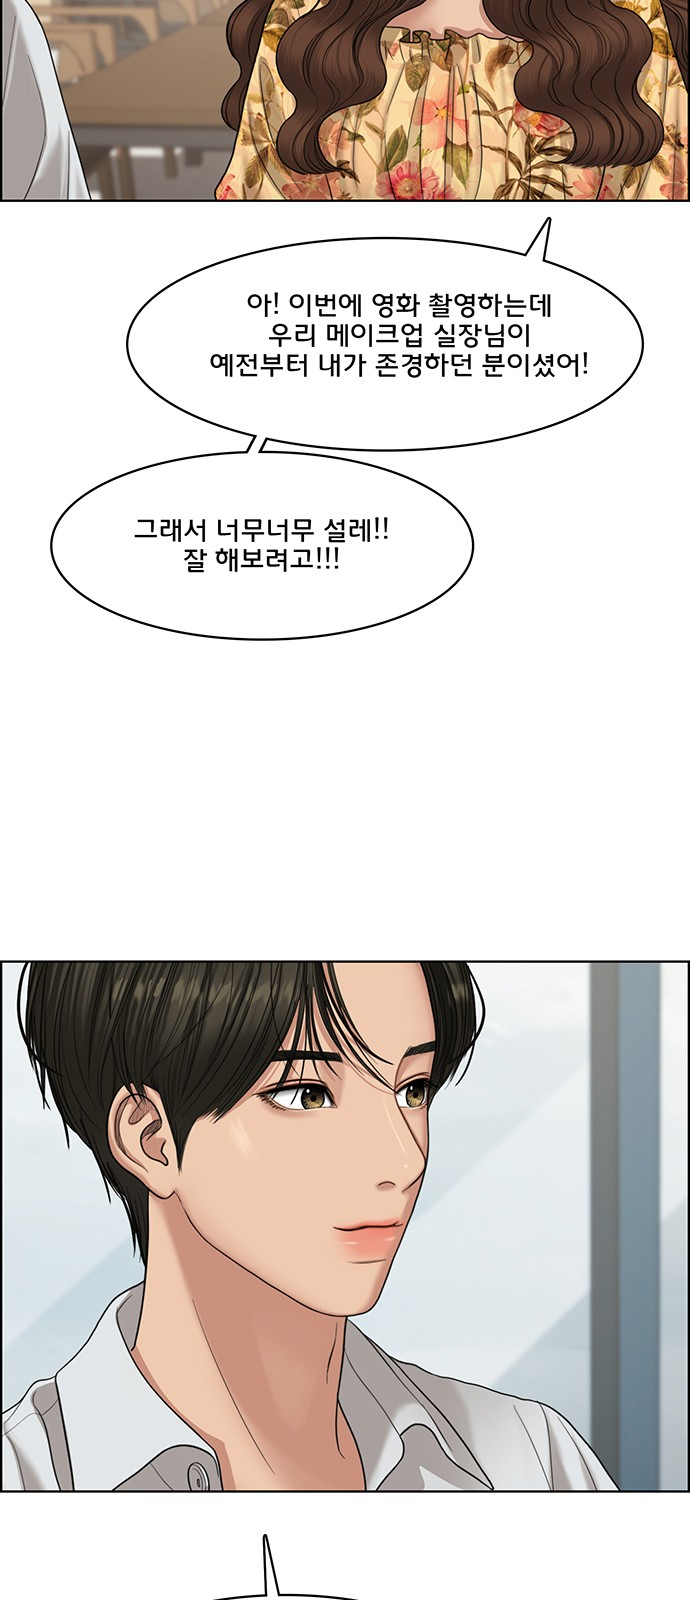 아! 이번에 영화 촬영하는데
우리 메이크업 실장님이
예전부터 내가 존경하던 분이셨어!
그래서 너무너무 설레!!
잘 해보려고!!!